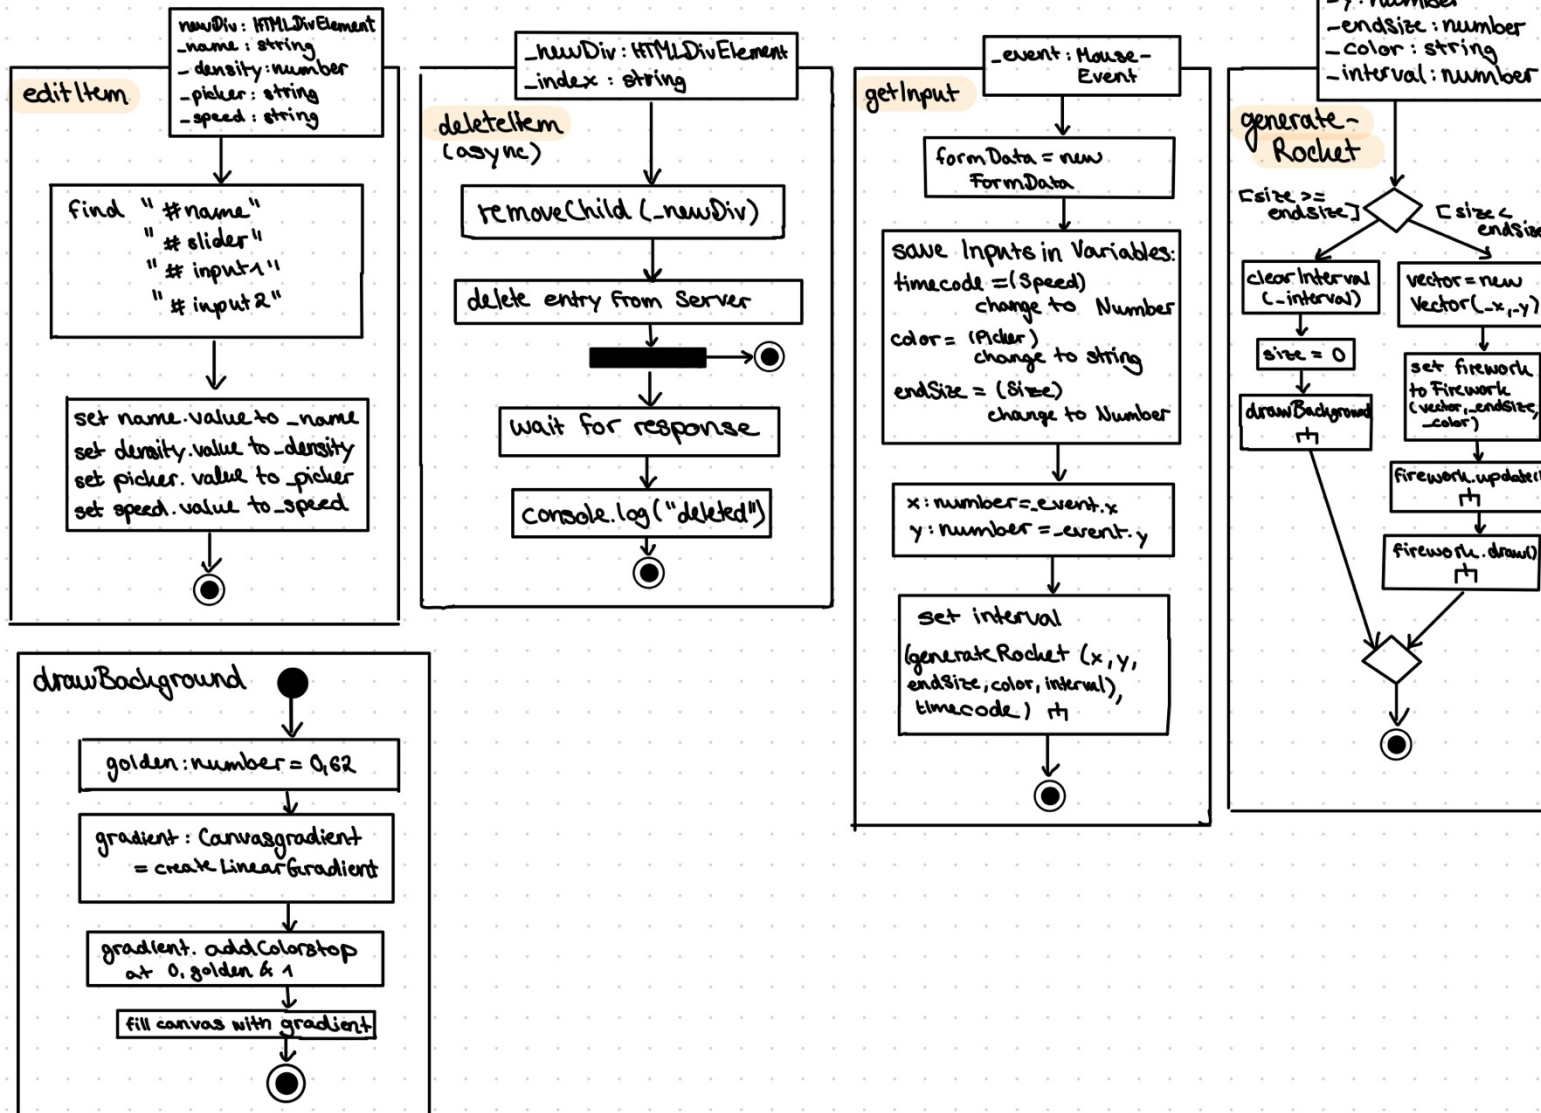 editItem
newDiv: HTMLDivElement
_name: string
_density: number
_picker: string
_speed: string
find "#name"
"#slider"
"#input1"
"#input2"
set name.value to _name
set density.value to _density
set picker.value to _picker
set speed.value to _speed
_newDiv: HTMLDivElement
_index: string
deleteItem
(async)
removeChild (_newDiv)
delete entry from Server
wait for response
console.log("deleted")
_event: Mouse-
Event
getInput
formData = new
FormData
save Inputs in Variables:
timecode =(Speed)
change to Number
color= (Picker)
change to string
endSize = (Size)
change to Number
x: number=_event.x
y: number =_event.y
set interval
(generateRocket (x, y,
endSize, color, interval),
timecode)
_y: number
_endsize: number
_color: string
_interval: number
generate-
Rocket
[size >=
endsize]
[size <
endSize
clearInterval
(_interval)
size = 0
drawBackground
vector = new
Vector(_x,_y)
set firework
to Firework
(vector, _endSize,
_color)
firework.update(
firework.draw()
drawBackground
golden: number = 0,62
gradient: Canvasgradient
= createLinearGradient
gradient. addColorstop
at 0, golden & 1
fill canvas with gradient